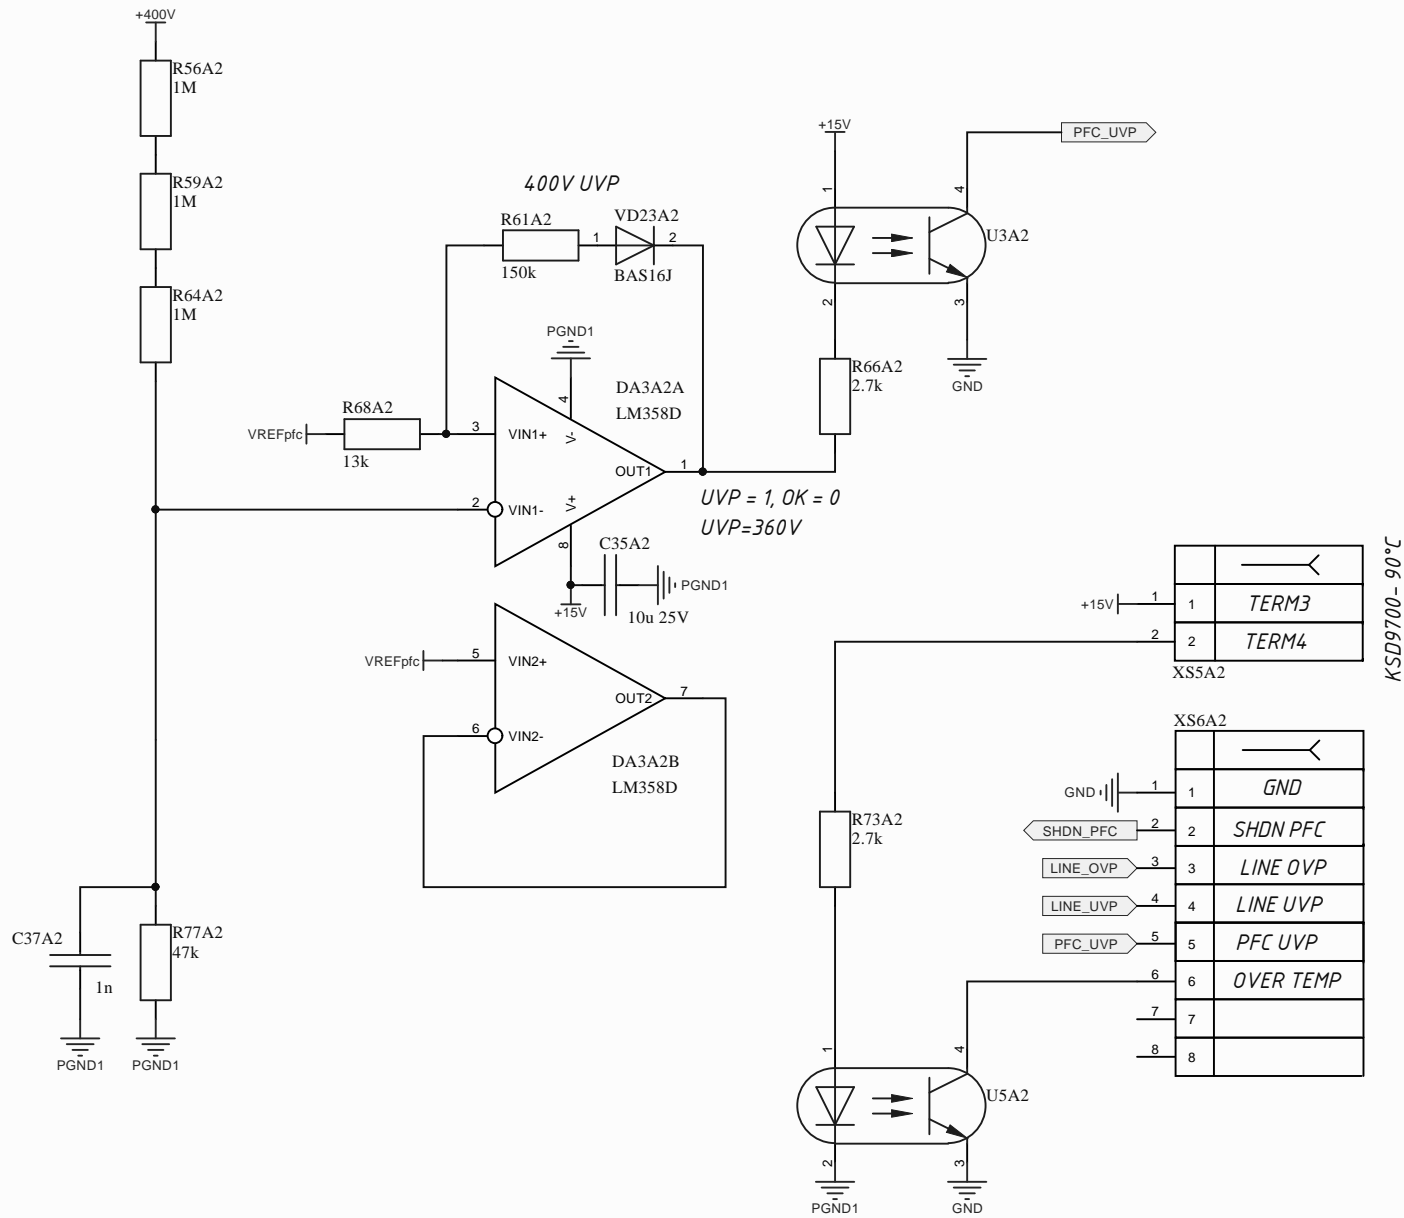 +400V
R56A2
1M
R59A2
1M
R64A2
1M
400V UVP
R61A2
150k
1
VD23A2
2
BAS16J
PGND1
4
DA3A2A
LM358D
R68A2
VREFpfc
13k
3
VIN1+
V-
OUT1
1
2
VIN1-
V+
8
UVP = 1, OK = 0
UVP=360V
C35A2
PGND1
+15V
10u 25V
VREFpfc
5
VIN2+
OUT2
7
6
VIN2-
DA3A2B
LM358D
C37A2
1n
R77A2
47k
PGND1
PGND1
+15V
1
4
PFC_UVP
U3A2
2
3
R66A2
2.7k
GND
KSD9700- 90°C
+15V
1
1
TERM3
2
2
TERM4
XS5A2
XS6A2
GND
1
1
GND
SHDN_PFC
2
2
SHDN PFC
LINE_OVP
3
3
LINE OVP
LINE_UVP
4
4
LINE UVP
PFC_UVP
5
5
PFC UVP
6
6
OVER TEMP
7
7
8
8
R73A2
2.7k
1
4
U5A2
2
3
PGND1
GND